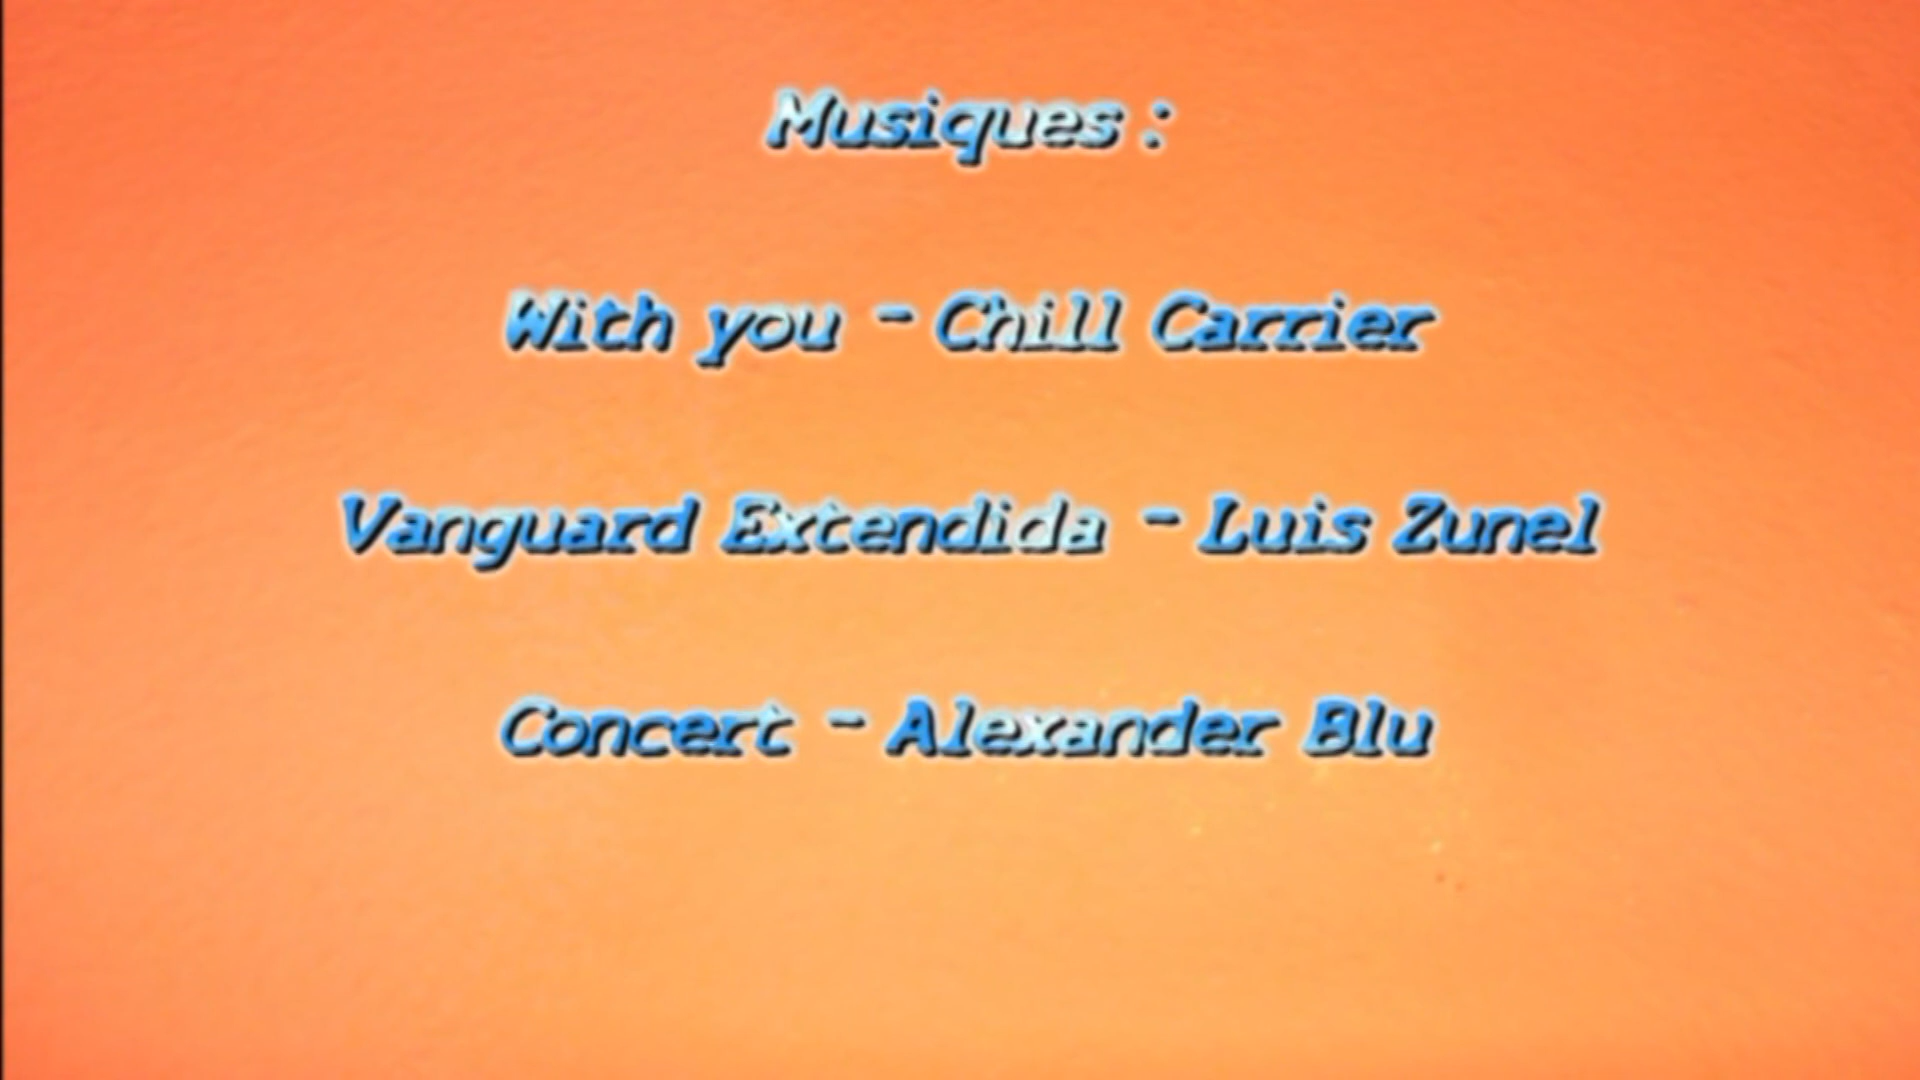 Musiques :
With you - Chill Carrier
Vanguard Extendida - Luis Zunel
Concert - Alexander Blu